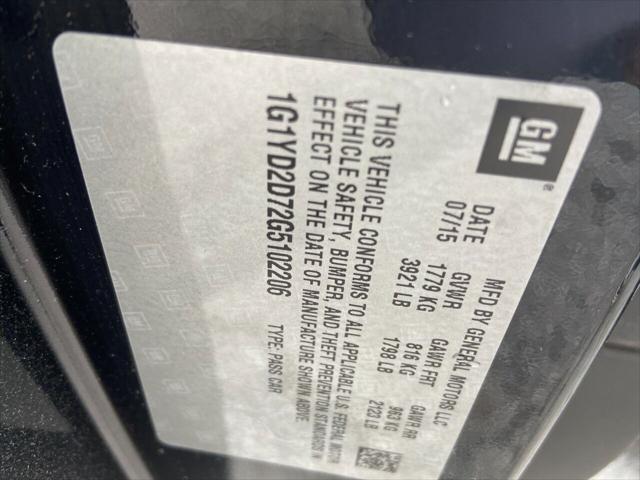 GM®
MFD BY GENERAL MOTORS LLC
DATE GVWR GAWR FRT GAWR RR
07/15 1779 KG 816 KG 963 KG
3921 LB 1798 LB 2123 LB
THIS VEHICLE CONFORMS TO ALL APPLICABLE U.S. FEDERAL MOTOR
VEHICLE SAFETY, BUMPER, AND THEFT PREVENTION STANDARDS IN
EFFECT ON THE DATE OF MANUFACTURE SHOWN ABOVE.
1G1YD2D72G5102206 TYPE: PASS CAR